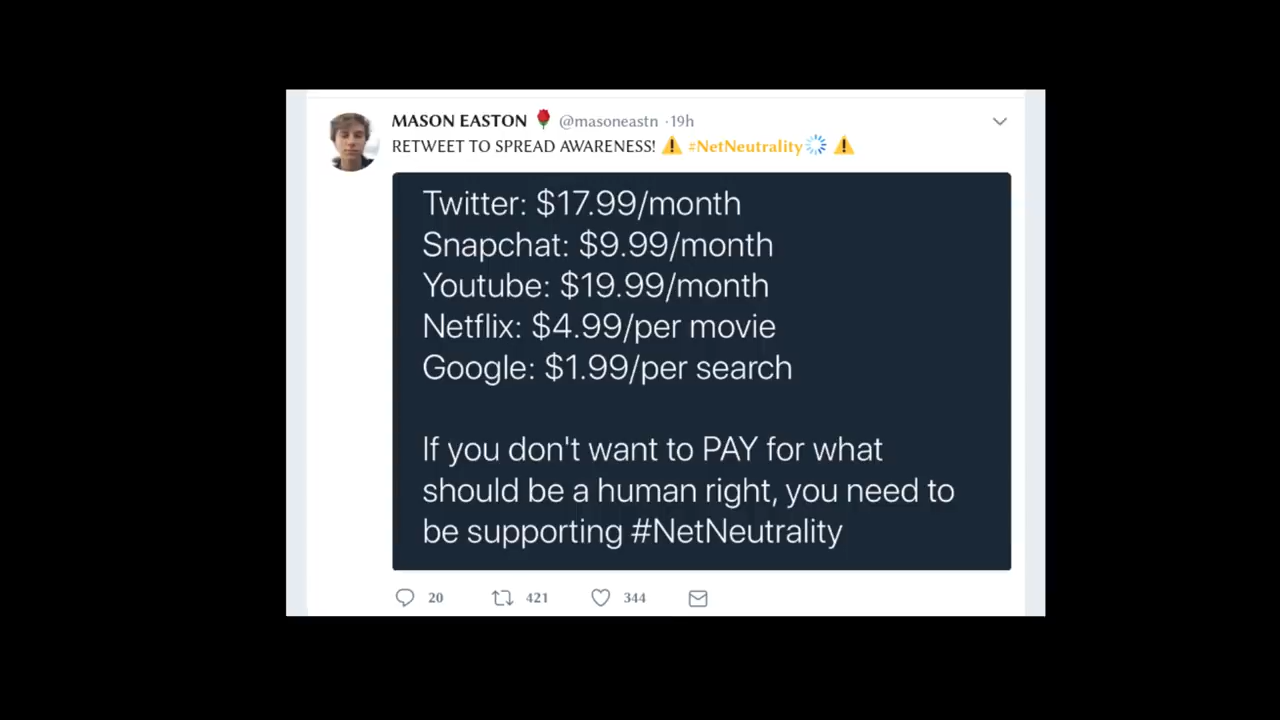 MASON EASTON 🌹 @masoneastn · 19h
RETWEET TO SPREAD AWARENESS! ⚠️ #NetNeutrality ⚠️
Twitter: $17.99/month
Snapchat: $9.99/month
Youtube: $19.99/month
Netflix: $4.99/per movie
Google: $1.99/per search
If you don't want to PAY for what
should be a human right, you need to
be supporting #NetNeutrality
20 421 344